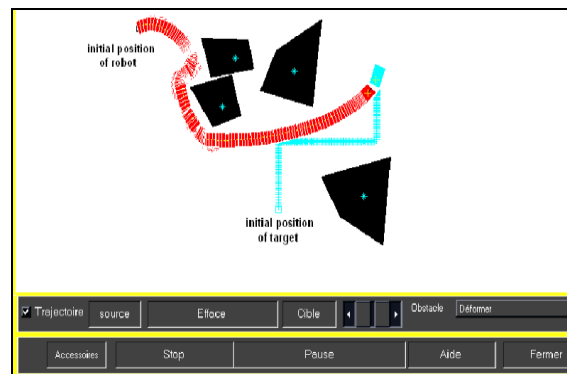 initial position
of robot
initial position
of target
Trajectoire source Efface Cible Obstacle Déformer
Accessoires Stop Pause Aide Fermer